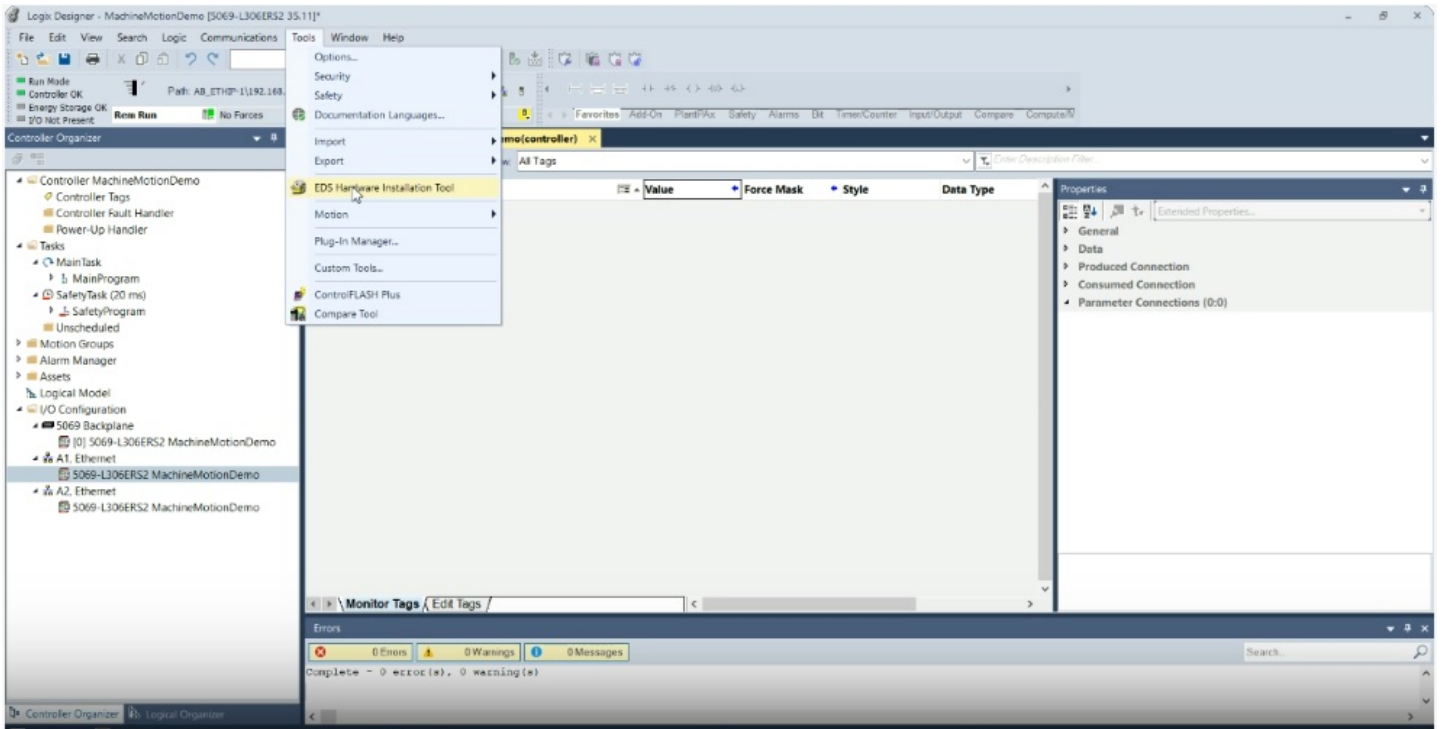 Logix Designer - MachineMotionDemo [5069-L306ERS2 35.11]*
File Edit View Search Logic Communications Tools Window Help
Run Mode
Controller OK
Energy Storage OK
I/O Not Present
Path: AB_ETHIP-1\192.168.
Rem Run
No Forces
Favorites Add-On PlantPAx Safety Alarms Bit Timer/Counter Input/Output Compare Compute/M
Options...
Security
Safety
Documentation Languages...
Import
Export
EDS Hardware Installation Tool
Motion
Plug-In Manager...
Custom Tools...
ControlFLASH Plus
Compare Tool
Controller Organizer
Controller MachineMotionDemo
Controller Tags
Controller Fault Handler
Power-Up Handler
Tasks
MainTask
MainProgram
SafetyTask (20 ms)
SafetyProgram
Unscheduled
Motion Groups
Alarm Manager
Assets
Logical Model
I/O Configuration
5069 Backplane
[0] 5069-L306ERS2 MachineMotionDemo
A1, Ethernet
5069-L306ERS2 MachineMotionDemo
A2, Ethernet
5069-L306ERS2 MachineMotionDemo
Controller Organizer Logical Organizer
mo(controller)
w: All Tags
Enter Description Filter...
Value Force Mask Style Data Type
Properties
Extended Properties...
General
Data
Produced Connection
Consumed Connection
Parameter Connections (0:0)
Monitor Tags Edit Tags
Errors
0 Errors 0 Warnings 0 Messages
Search...
Complete - 0 error(s), 0 warning(s)